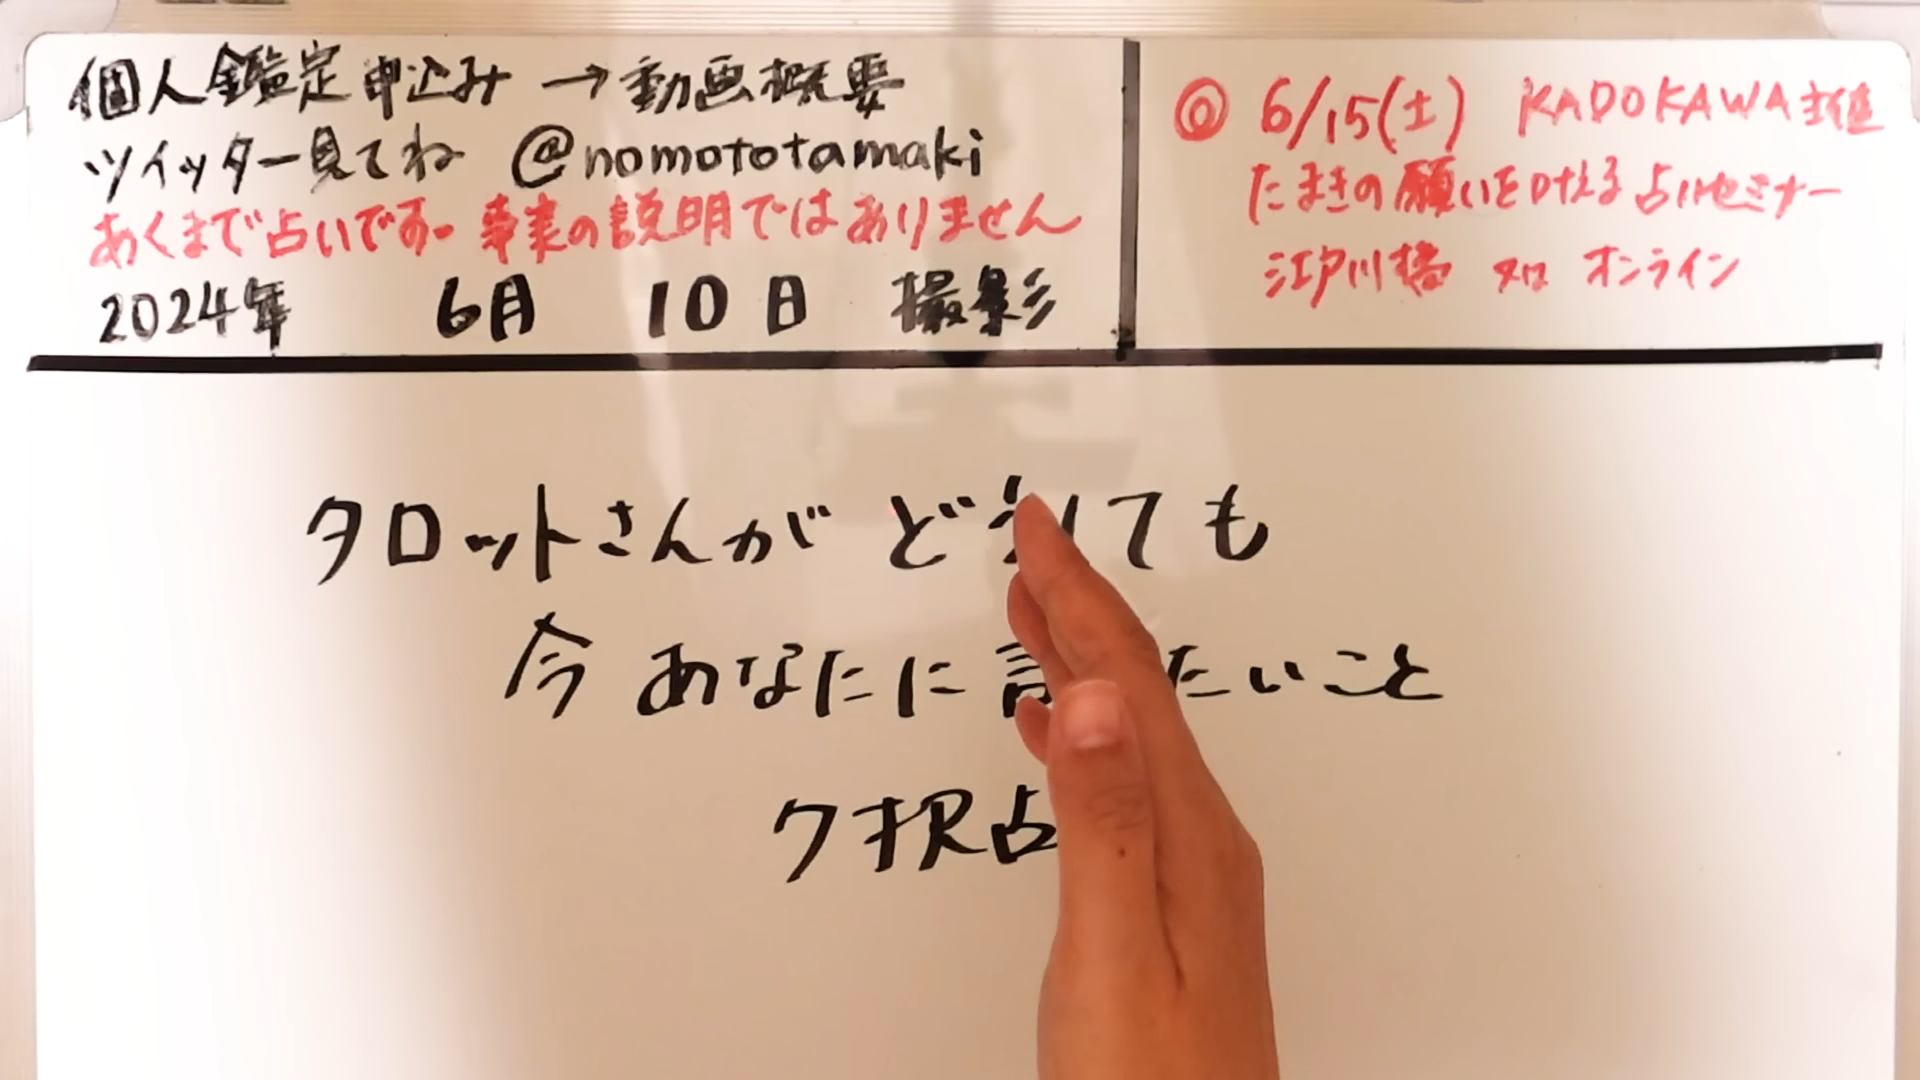 個人鑑定申込み → 動画概要
ツイッター見てね @nomototamaki
あくまで占いです。事実の説明ではありません
2024年 6月 10日 撮影
◎ 6/15(土) KADOKAWA主催
たまきの願いを叶える占いセミナー
江戸川橋 又は オンライン
タロットさんが ど ても
今 あなたに 言 たいこと
7択占